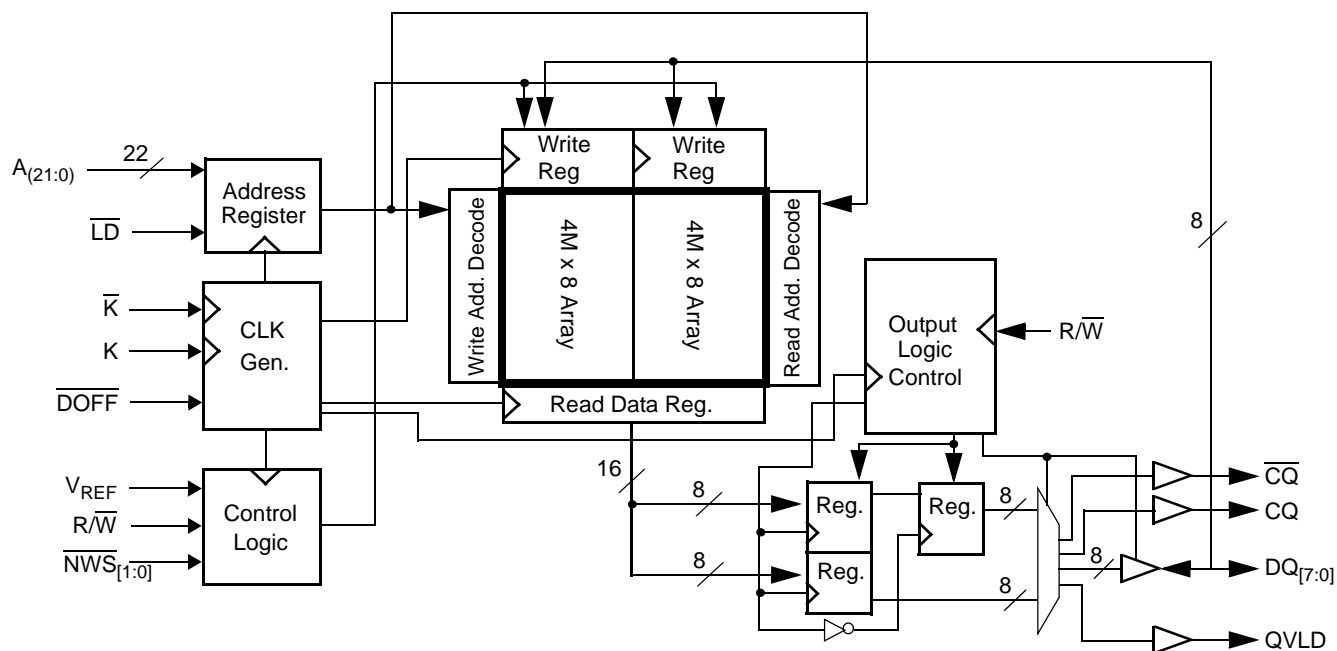 A(21:0)
22
LD
Address
Register
K
K
DOFF
CLK
Gen.
VREF
R/W
NWS[1:0]
Control
Logic
Write
Reg
Write
Reg
Write Add. Decode
4M x 8 Array
4M x 8 Array
Read Add. Decode
Read Data Reg.
16
8
8
8
Output
Logic
Control
R/W
Reg.
Reg.
Reg.
8
8
8
CQ
CQ
DQ[7:0]
QVLD